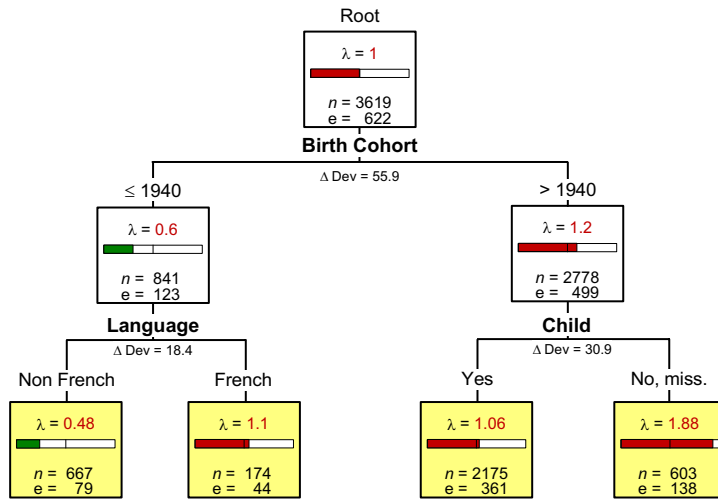 Root
λ = 1
n = 3619
e = 622
Birth Cohort
Δ Dev = 55.9
≤ 1940
λ = 0.6
n = 841
e = 123
> 1940
λ = 1.2
n = 2778
e = 499
Language
Δ Dev = 18.4
Child
Δ Dev = 30.9
Non French
λ = 0.48
n = 667
e = 79
French
λ = 1.1
n = 174
e = 44
Yes
λ = 1.06
n = 2175
e = 361
No, miss.
λ = 1.88
n = 603
e = 138